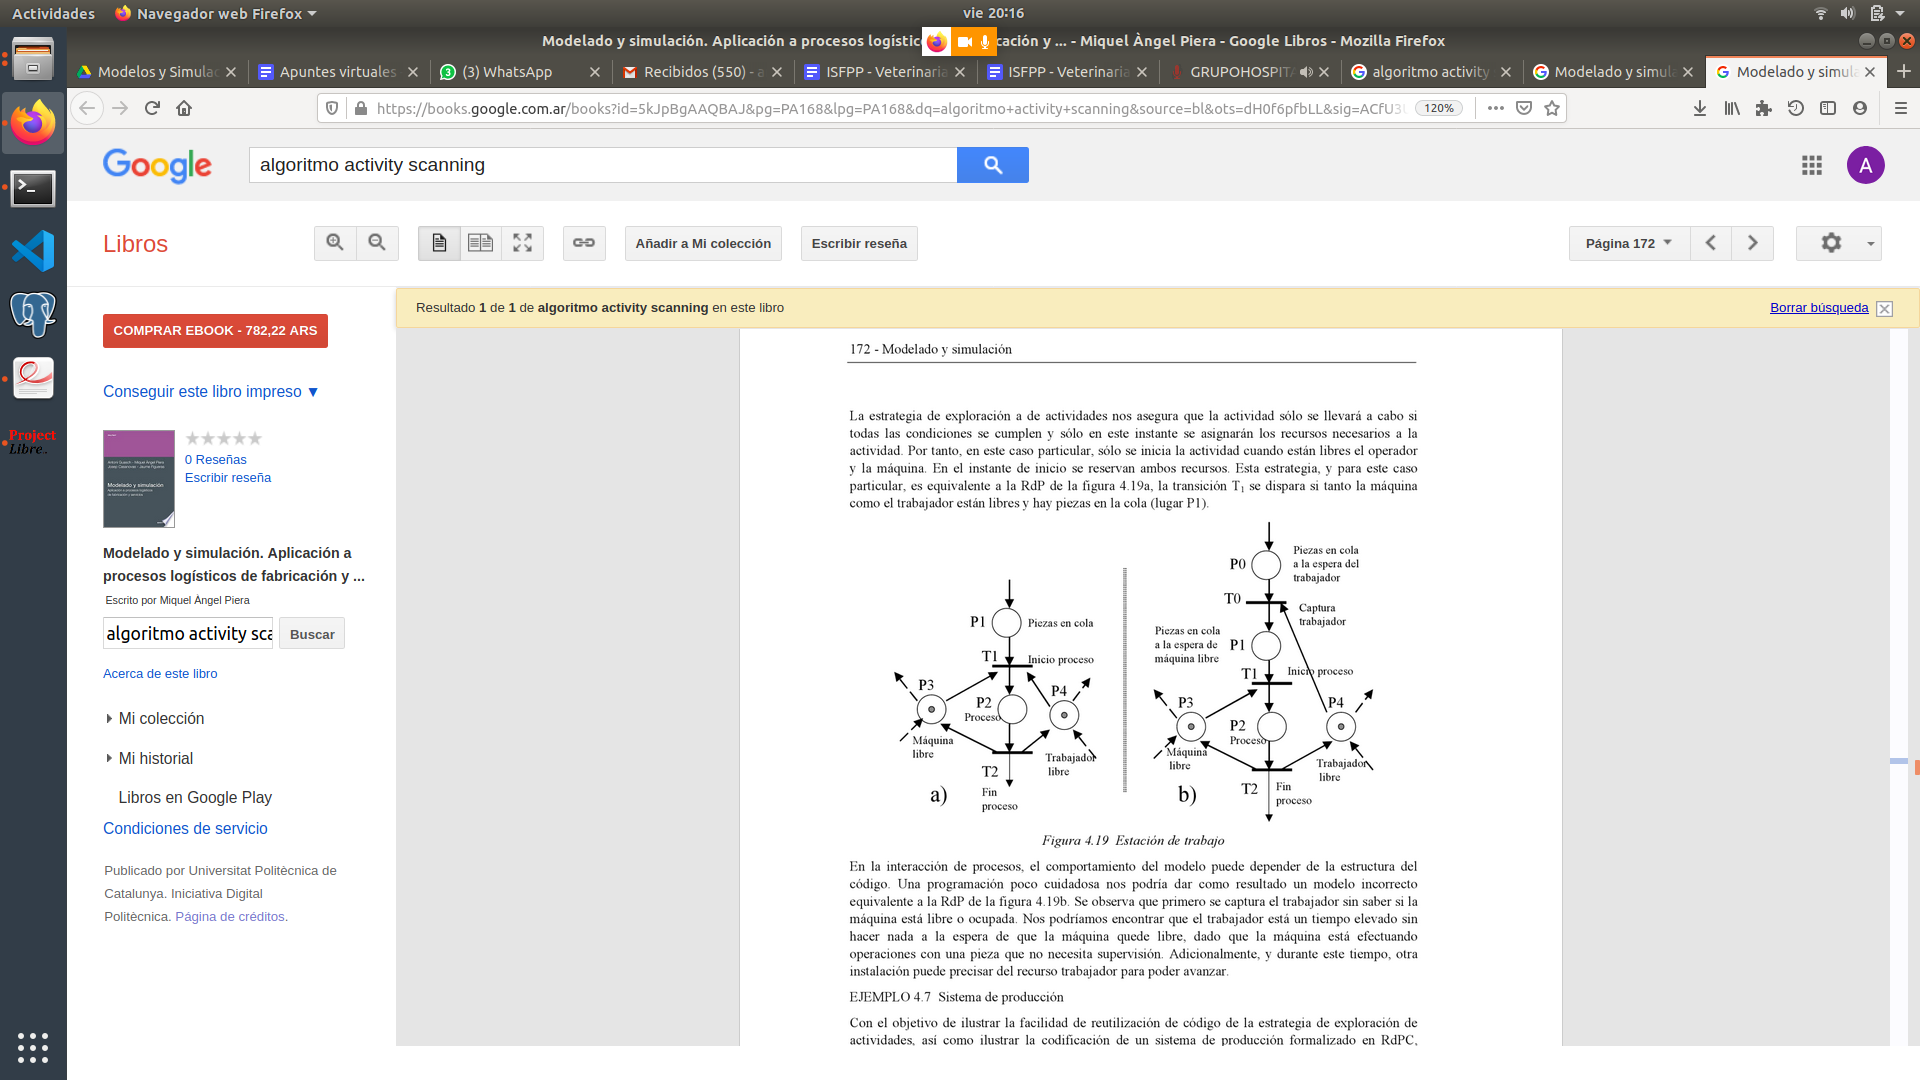 Actividades
Navegador web Firefox
vie 20:16
Modelado y simulación. Aplicación a procesos logístic
cación y ... - Miquel Àngel Piera - Google Libros - Mozilla Firefox
Modelos y Simulac
Apuntes virtuales
(3) WhatsApp
Recibidos (550) - a
ISFPP - Veterinaria
ISFPP - Veterinaria
GRUPOHOSPITA
algoritmo activity
Modelado y simul
Modelado y simul
https://books.google.com.ar/books?id=5kJpBgAAQBAJ&pg=PA168&lpg=PA168&dq=algoritmo+activity+scanning&source=bl&ots=dH0f6pfbLL&sig=ACfU3
120%
Google
algoritmo activity scanning
A
Libros
Añadir a Mi colección
Escribir reseña
Página 172
COMPRAR EBOOK - 782,22 ARS
Resultado 1 de 1 de algoritmo activity scanning en este libro
Borrar búsqueda
Conseguir este libro impreso ▼
0 Reseñas
Escribir reseña
Modelado y simulación
Modelado y simulación. Aplicación a
procesos logísticos de fabricación y ...
Escrito por Miquel Àngel Piera
algoritmo activity sca
Buscar
Acerca de este libro
Mi colección
Mi historial
Libros en Google Play
Condiciones de servicio
Publicado por Universitat Politècnica de
Catalunya. Iniciativa Digital
Politècnica. Página de créditos.
Project
Libre.
172 - Modelado y simulación
La estrategia de exploración a de actividades nos asegura que la actividad sólo se llevará a cabo si
todas las condiciones se cumplen y sólo en este instante se asignarán los recursos necesarios a la
actividad. Por tanto, en este caso particular, sólo se inicia la actividad cuando están libres el operador
y la máquina. En el instante de inicio se reservan ambos recursos. Esta estrategia, y para este caso
particular, es equivalente a la RdP de la figura 4.19a, la transición T1 se dispara si tanto la máquina
como el trabajador están libres y hay piezas en la cola (lugar P1).
P1
Piezas en cola
T1
Inicio proceso
P3
P2
Proceso
P4
Máquina
libre
Trabajador
libre
T2
Fin
proceso
a)
P0
Piezas en cola
a la espera del
trabajador
T0
Captura
trabajador
Piezas en cola
a la espera de
máquina libre
P1
T1
Inicio proceso
P3
P2
Proceso
P4
Máquina
libre
Trabajador
libre
T2
Fin
proceso
b)
Figura 4.19 Estación de trabajo
En la interacción de procesos, el comportamiento del modelo puede depender de la estructura del
código. Una programación poco cuidadosa nos podría dar como resultado un modelo incorrecto
equivalente a la RdP de la figura 4.19b. Se observa que primero se captura el trabajador sin saber si la
máquina está libre o ocupada. Nos podríamos encontrar que el trabajador está un tiempo elevado sin
hacer nada a la espera de que la máquina quede libre, dado que la máquina está efectuando
operaciones con una pieza que no necesita supervisión. Adicionalmente, y durante este tiempo, otra
instalación puede precisar del recurso trabajador para poder avanzar.
EJEMPLO 4.7 Sistema de producción
Con el objetivo de ilustrar la facilidad de reutilización de código de la estrategia de exploración de
actividades, así como ilustrar la codificación de un sistema de producción formalizado en RdPC,